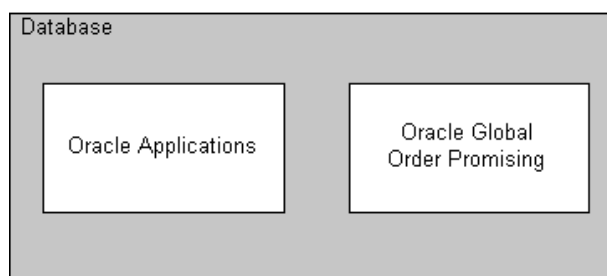 Database
Oracle Applications
Oracle Global
Order Promising